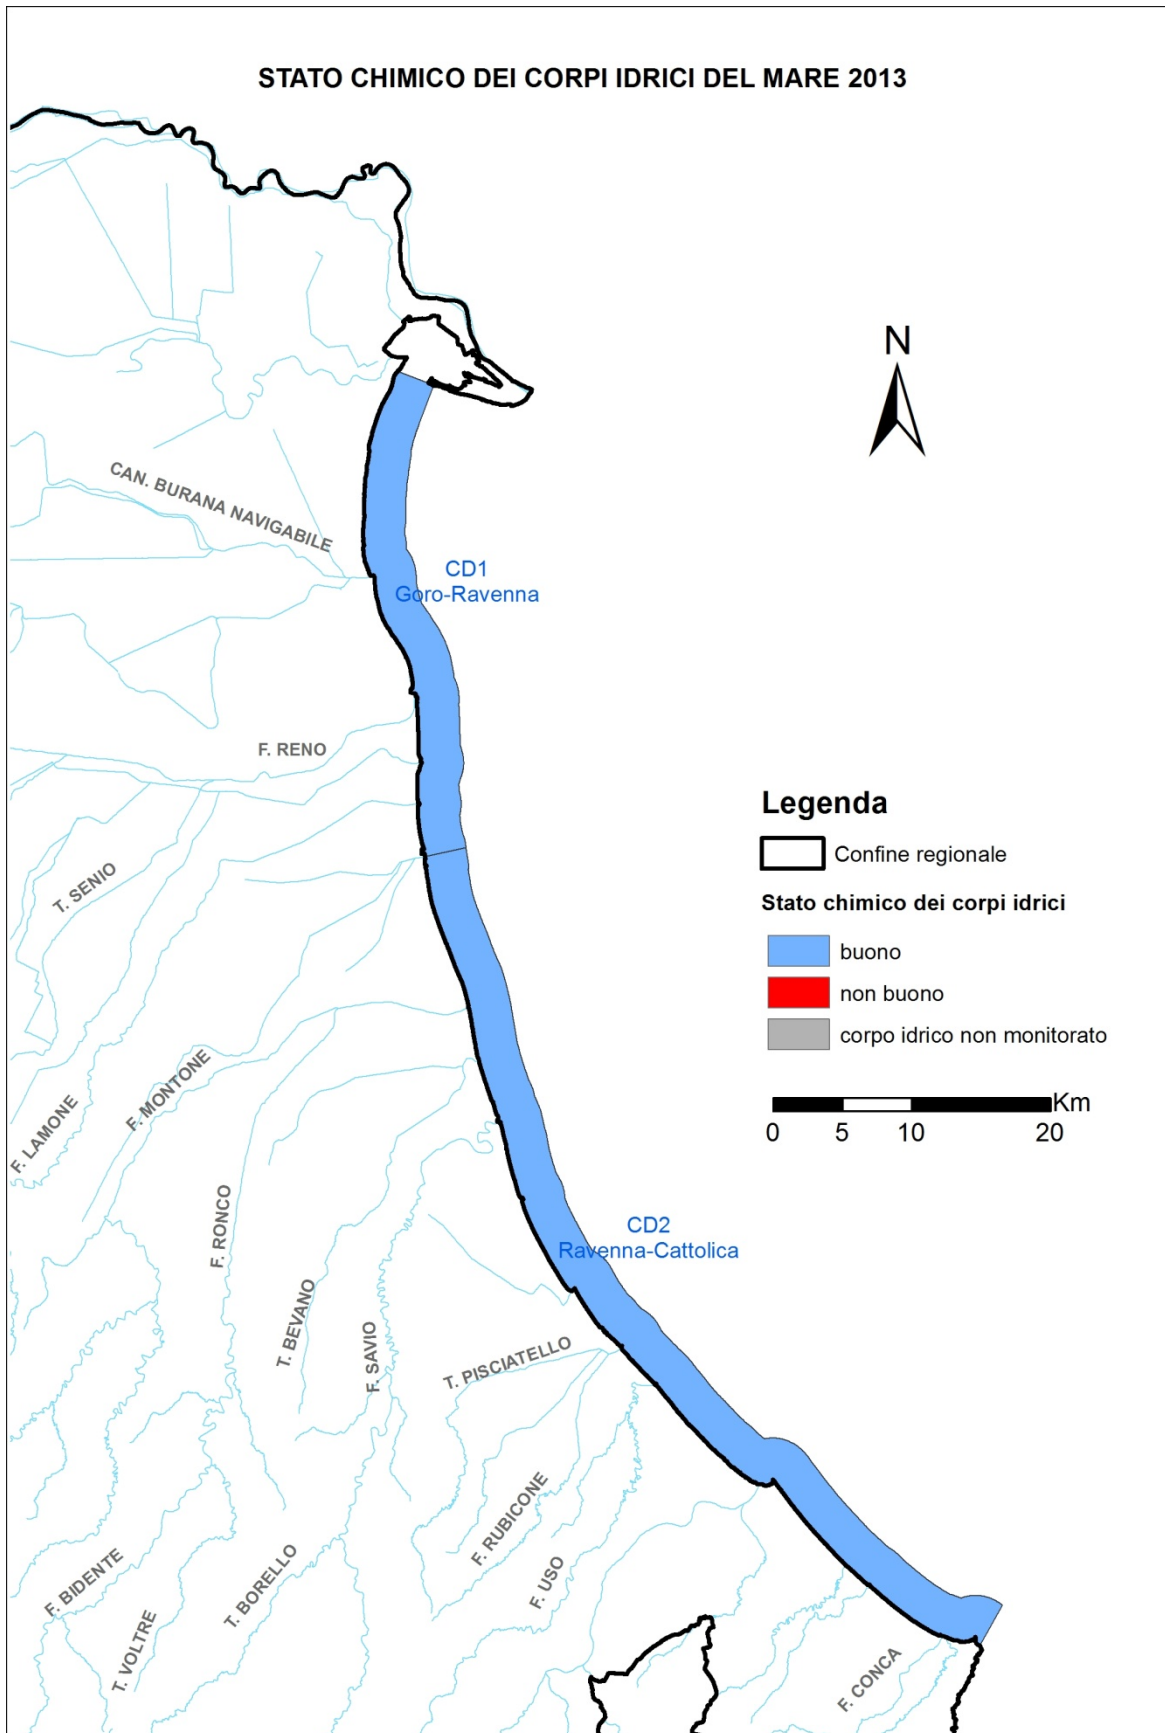 STATO CHIMICO DEI CORPI IDRICI DEL MARE 2013
N
CAN. BURANA NAVIGABILE
CD1
Goro-Ravenna
F. RENO
Legenda
Confine regionale
T. SENIO
Stato chimico dei corpi idrici
buono
non buono
corpo idrico non monitorato
F. MONTONE
F. LAMONE
Km
0 5 10 20
F. RONCO
CD2
Ravenna-Cattolica
T. BEVANO
F. SAVIO
T. PISCIATELLO
F. RUBICONE
F. USO
F. BIDENTE
T. BORELLO
T. VOLTRE
F. CONCA